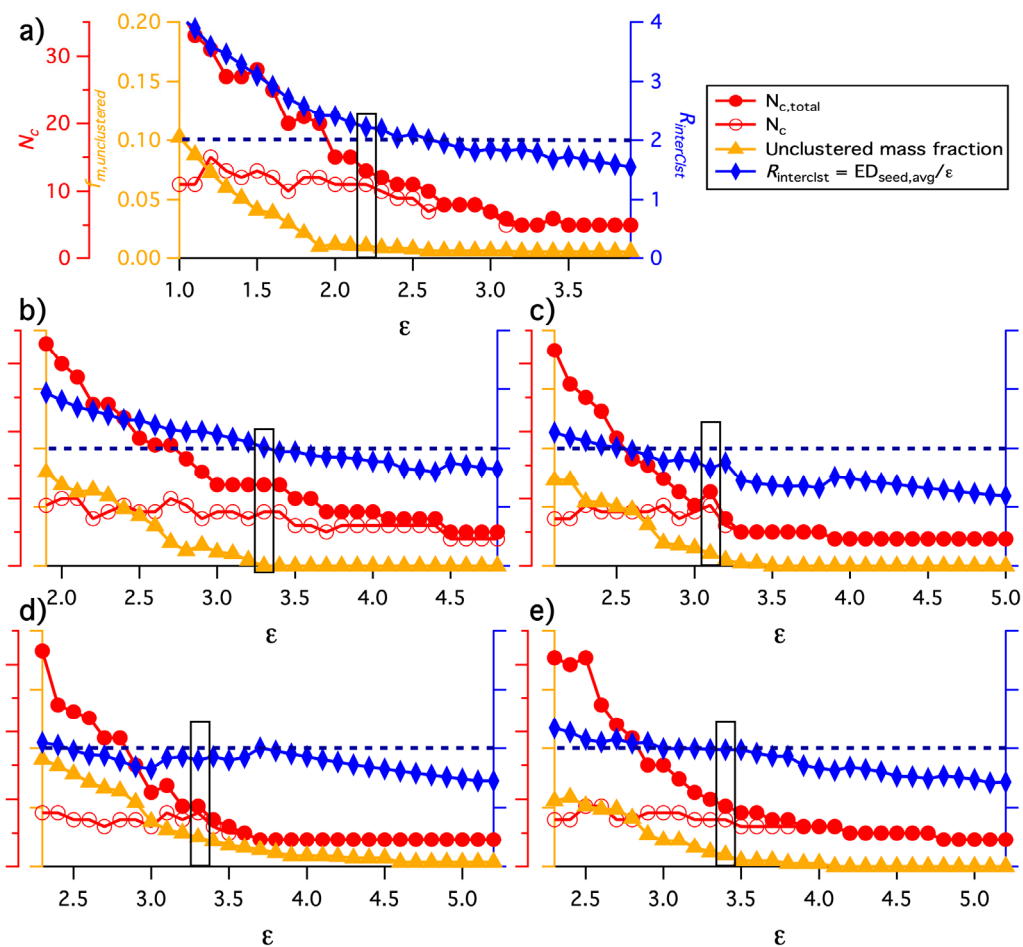 a)
N_c
f_m,unclustered
R_interClst
30
20
10
0
0.20
0.15
0.10
0.05
0.00
4
3
2
1
0
1.0 1.5 2.0 2.5 3.0 3.5
ε
N_c,total
N_c
Unclustered mass fraction
R_interclst = ED_seed,avg/ε
b)
2.0 2.5 3.0 3.5 4.0 4.5
ε
c)
2.5 3.0 3.5 4.0 4.5 5.0
ε
d)
2.5 3.0 3.5 4.0 4.5 5.0
ε
e)
2.5 3.0 3.5 4.0 4.5 5.0
ε